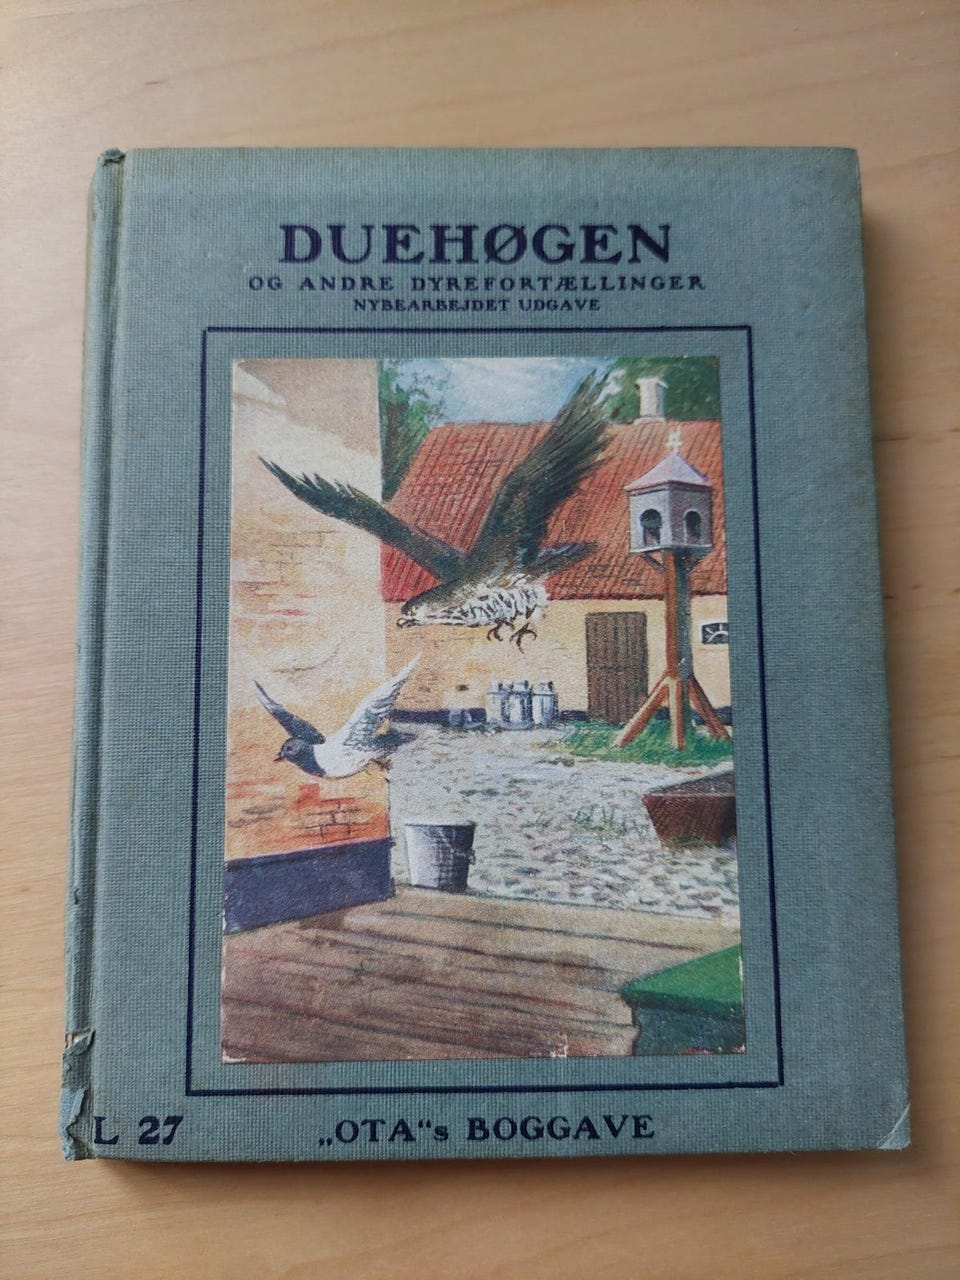 DUEHØGEN
OG ANDRE DYREFORTÆLLINGER
NYBEARBEJDET UDGAVE
L 27
„OTA“s BOGGAVE